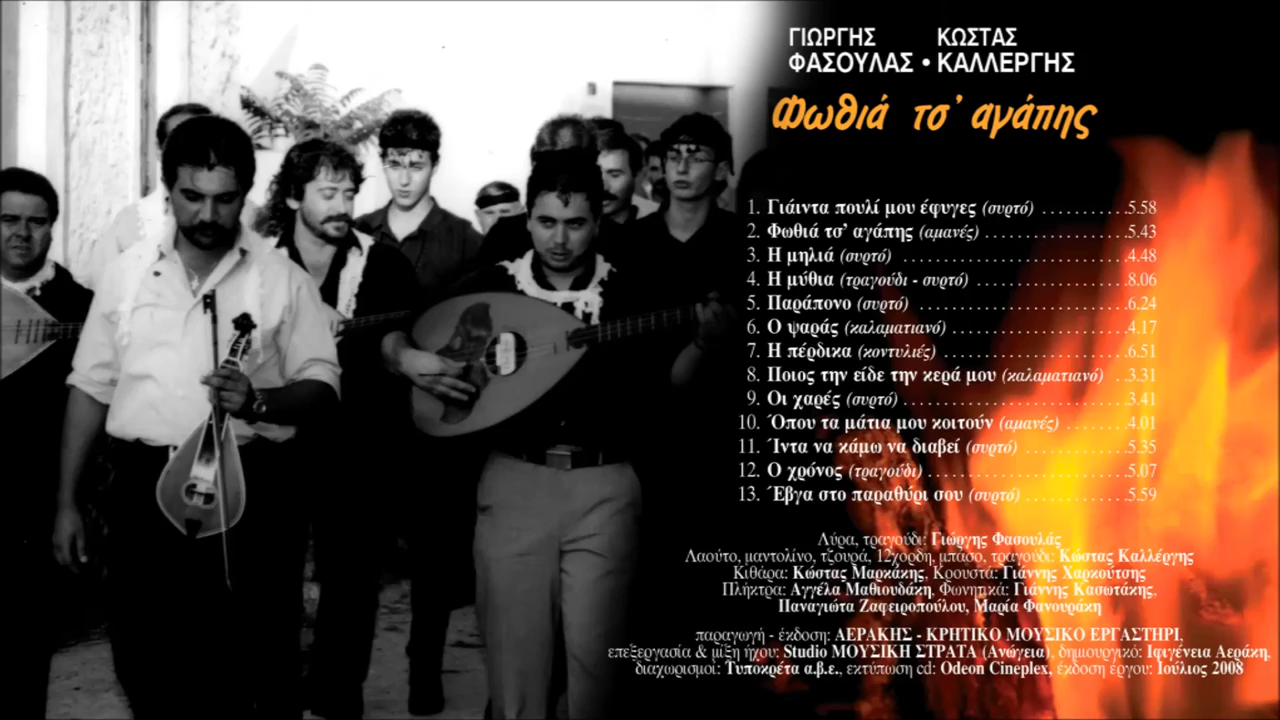 ΓΙΩΡΓΗΣ ΚΩΣΤΑΣ
ΦΑΣΟΥΛΑΣ • ΚΑΛΛΕΡΓΗΣ
Φωθιά τσ' αγάπης
1. Γιάιντα πουλί μου έφυγες (συρτό) ...........5.58
2. Φωθιά τσ' αγάπης (αμανές) .................5.43
3. Η μηλιά (συρτό) ...........................4.48
4. Η μύθια (τραγούδι - συρτό) ..................8.06
5. Παράπονο (συρτό) .........................6.24
6. Ο ψαράς (καλαματιανό) .....................4.17
7. Η πέρδικα (κοντυλιές) ......................6.51
8. Ποιος την είδε την κερά μου (καλαματιανό) ..3.31
9. Οι χαρές (συρτό) ...........................3.41
10. Όπου τα μάτια μου κοιτούν (αμανές) ........4.01
11. Ίντα να κάμω να διαβεί (συρτό) .............5.35
12. Ο χρόνος (τραγούδι) .......................5.07
13. Έβγα στο παραθύρι σου (συρτό) .............5.59
Λύρα, τραγούδι: Γιώργης Φασουλάς
Λαούτο, μαντολίνο, τζουρά, 12χορδη, μπάσο, τραγούδι: Κώστας Καλλέργης
Κιθάρα: Κώστας Μαρκάκης, Κρουστά: Γιάννης Χαρκούτσης
Πλήκτρα: Αγγέλα Μαθιουδάκη, Φωνητικά: Γιάννης Κασωτάκης,
Παναγιώτα Ζαφειροπούλου, Μαρία Φανουράκη
παραγωγή - έκδοση: ΑΕΡΑΚΗΣ - ΚΡΗΤΙΚΟ ΜΟΥΣΙΚΟ ΕΡΓΑΣΤΗΡΙ,
επεξεργασία & μίξη ήχου: Studio ΜΟΥΣΙΚΗ ΣΤΡΑΤΑ (Ανώγεια), δημιουργικό: Ιφιγένεια Αεράκη,
διαχωρισμοί: Τυποκρέτα α.β.ε., εκτύπωση cd: Odeon Cineplex, έκδοση έργου: Ιούλιος 2008